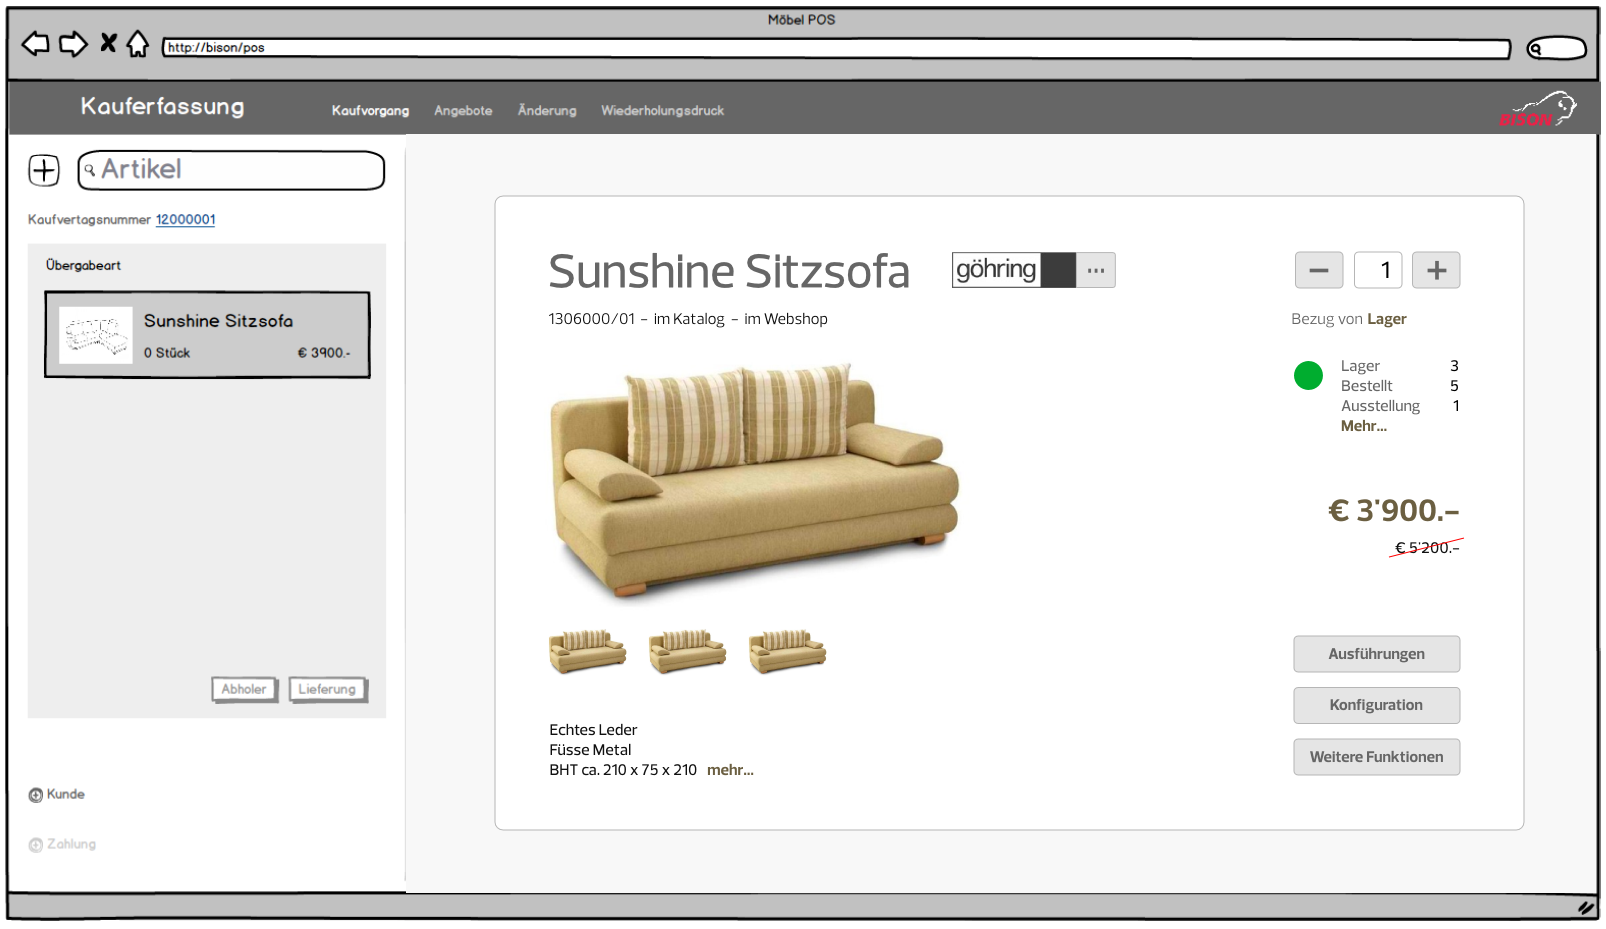 Möbel POS
http://bison/pos
Kauferfassung
Kaufvorgang Angebote Änderung Wiederholungsdruck
BISON
Artikel
Kaufvertagsnummer 12000001
Übergabeart
Sunshine Sitzsofa
0 Stück € 3900.-
Abholer Lieferung
Kunde
Zahlung
Sunshine Sitzsofa
göhring ...
− 1 +
1306000/01 – im Katalog – im Webshop
Bezug von Lager
Lager 3
Bestellt 5
Ausstellung 1
Mehr...
€ 3'900.–
€ 5'200.–
Ausführungen
Konfiguration
Weitere Funktionen
Echtes Leder
Füsse Metal
BHT ca. 210 x 75 x 210 mehr...